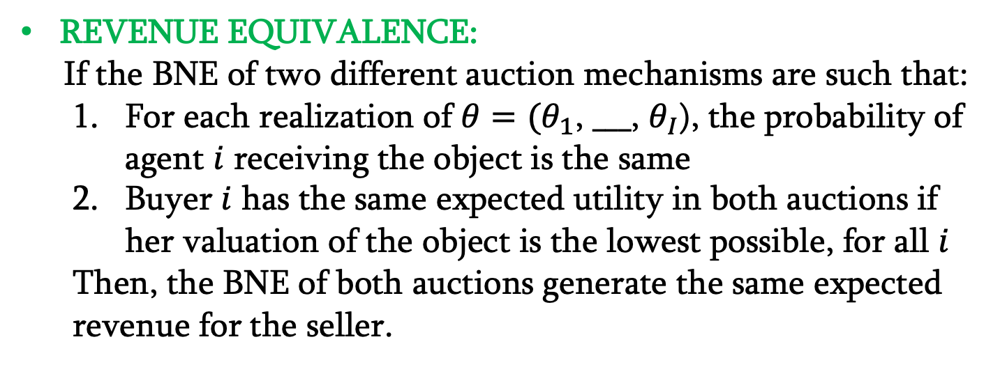 • REVENUE EQUIVALENCE:
If the BNE of two different auction mechanisms are such that:
1. For each realization of θ = (θ₁, __, θ_I), the probability of
agent i receiving the object is the same
2. Buyer i has the same expected utility in both auctions if
her valuation of the object is the lowest possible, for all i
Then, the BNE of both auctions generate the same expected
revenue for the seller.